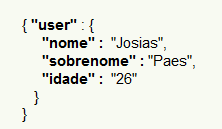 { "user" : {
"nome" : "Josias",
"sobrenome" : "Paes",
"idade" : "26"
}
}